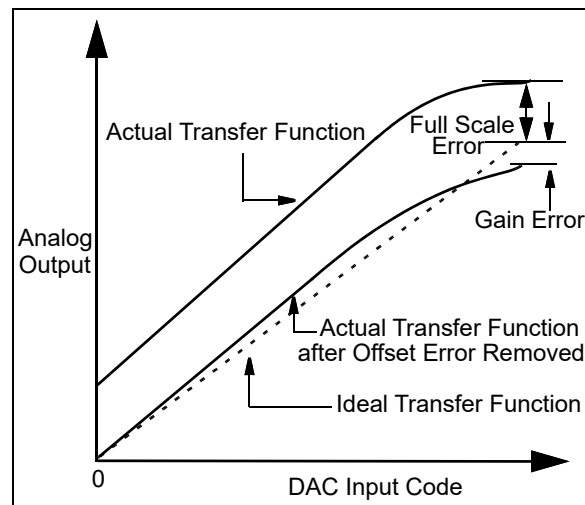 Actual Transfer Function
Full Scale
Error
Gain Error
Analog
Output
Actual Transfer Function
after Offset Error Removed
Ideal Transfer Function
0
DAC Input Code